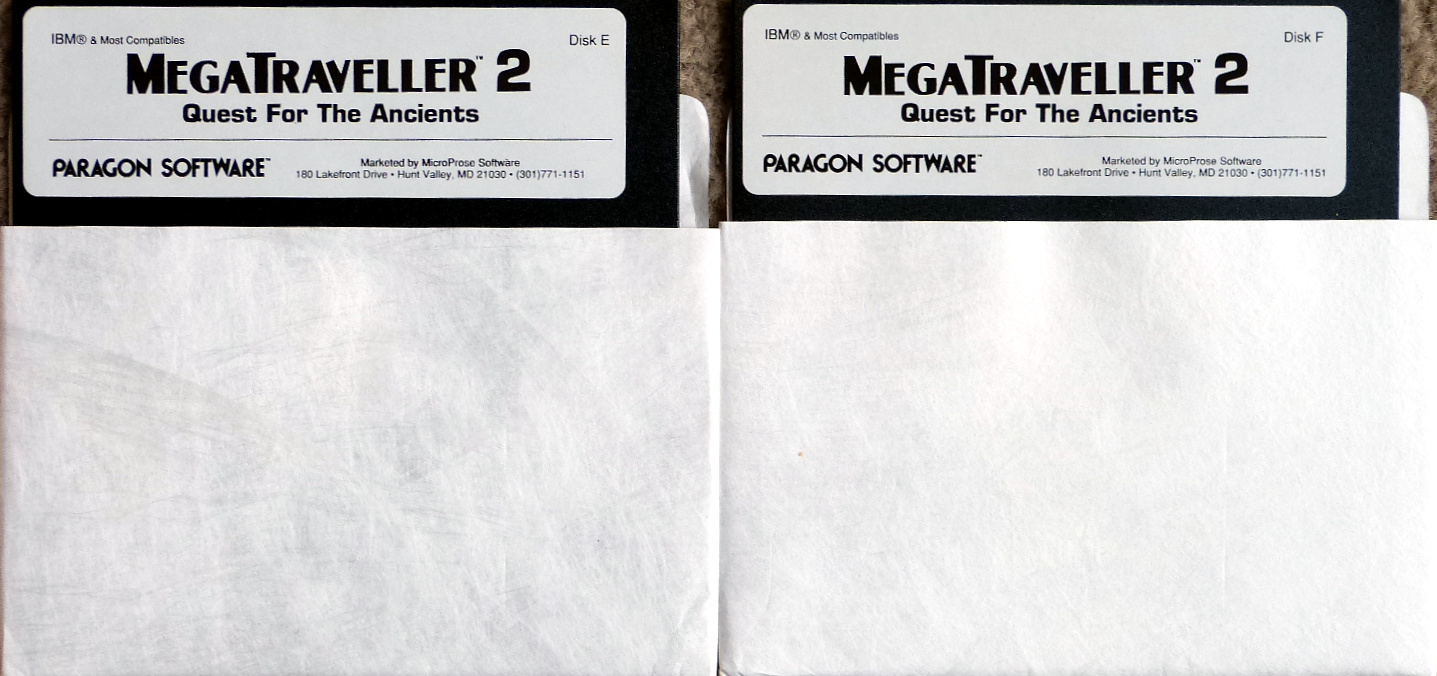 IBM® & Most Compatibles
Disk E
MEGATRAVELLER™ 2
Quest For The Ancients
PARAGON SOFTWARE™
Marketed by MicroProse Software
180 Lakefront Drive • Hunt Valley, MD 21030 • (301)771-1151
IBM® & Most Compatibles
Disk F
MEGATRAVELLER™ 2
Quest For The Ancients
PARAGON SOFTWARE™
Marketed by MicroProse Software
180 Lakefront Drive • Hunt Valley, MD 21030 • (301)771-1151